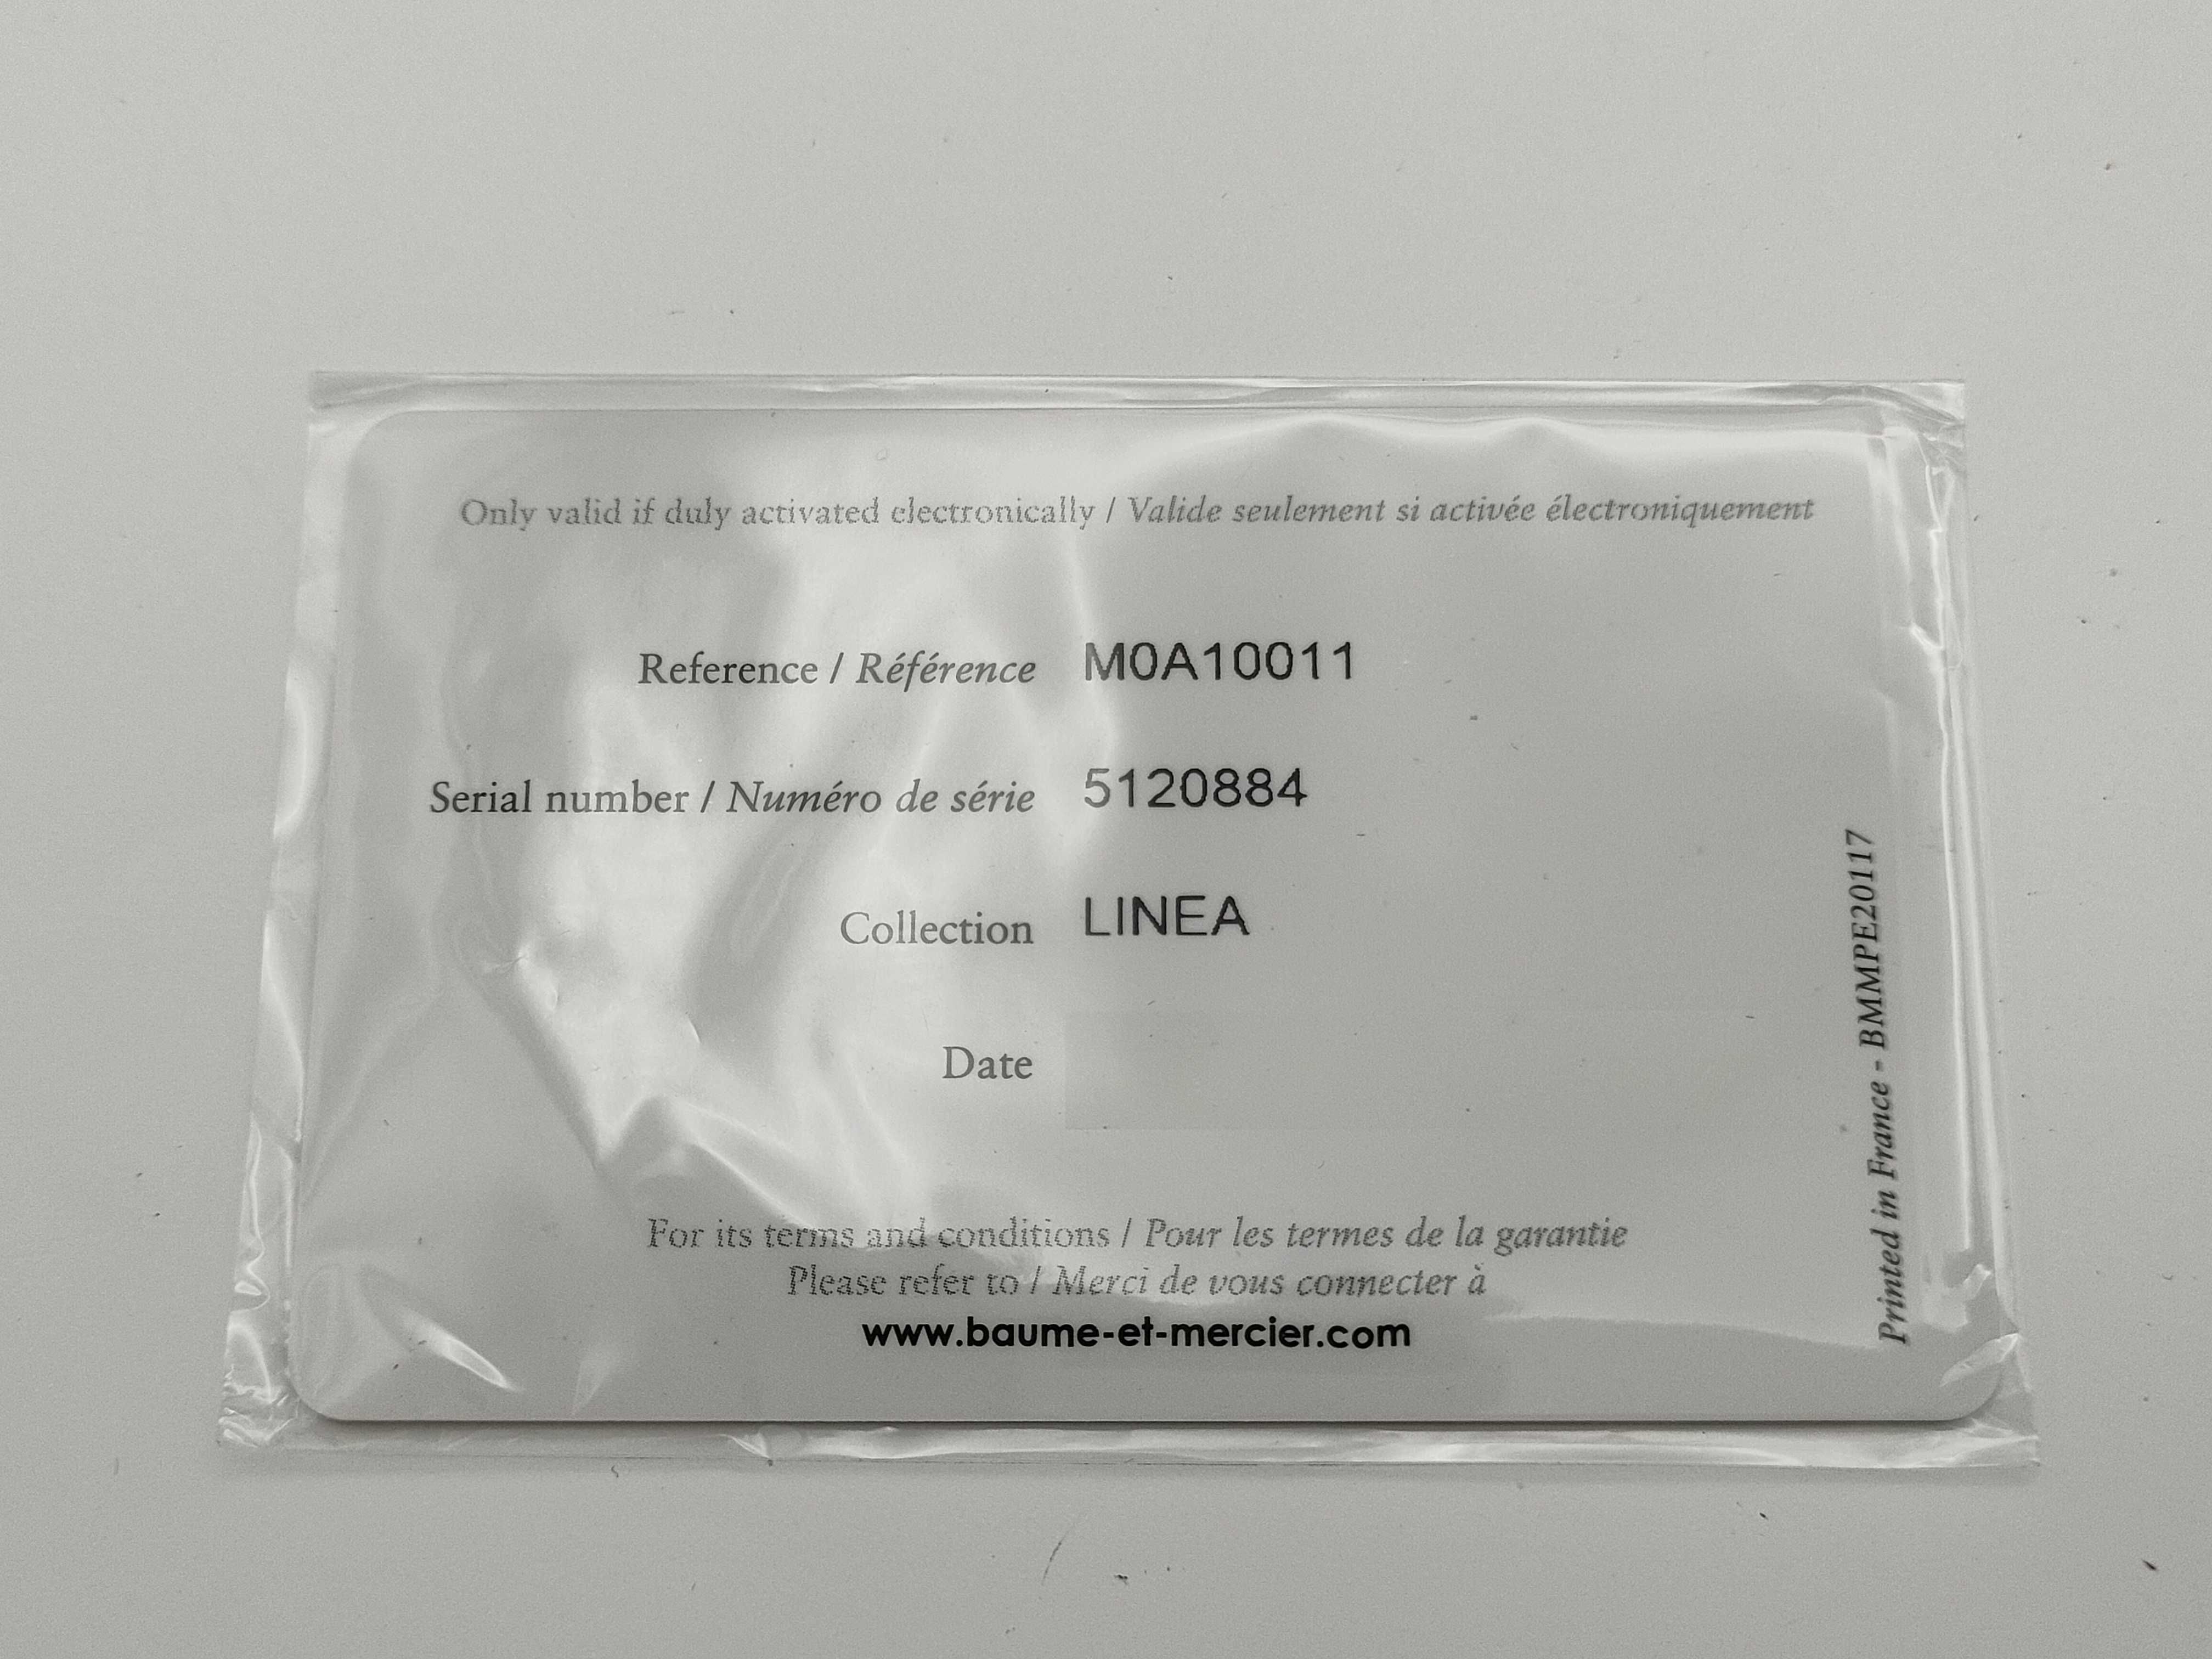 Only valid if duly activated electronically / Valide seulement si activée électroniquement
Reference / Référence M0A10011
Serial number / Numéro de série 5120884
Collection LINEA
Date
For its terms and conditions / Pour les termes de la garantie
Please refer to / Merci de vous connecter à
www.baume-et-mercier.com
Printed in France - BMMPE20117